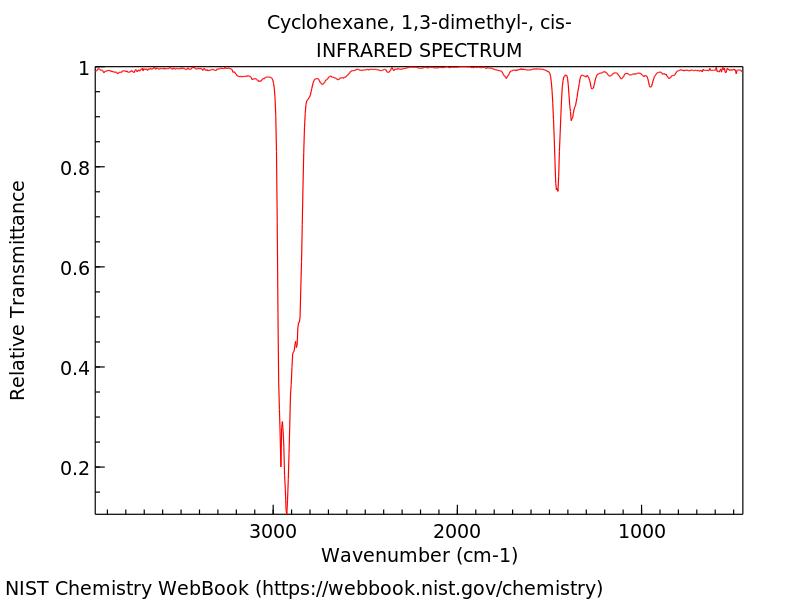 Cyclohexane, 1,3-dimethyl-, cis-
INFRARED SPECTRUM
1
0.8
0.6
0.4
0.2
Relative Transmittance
3000 2000 1000
Wavenumber (cm-1)
NIST Chemistry WebBook (https://webbook.nist.gov/chemistry)